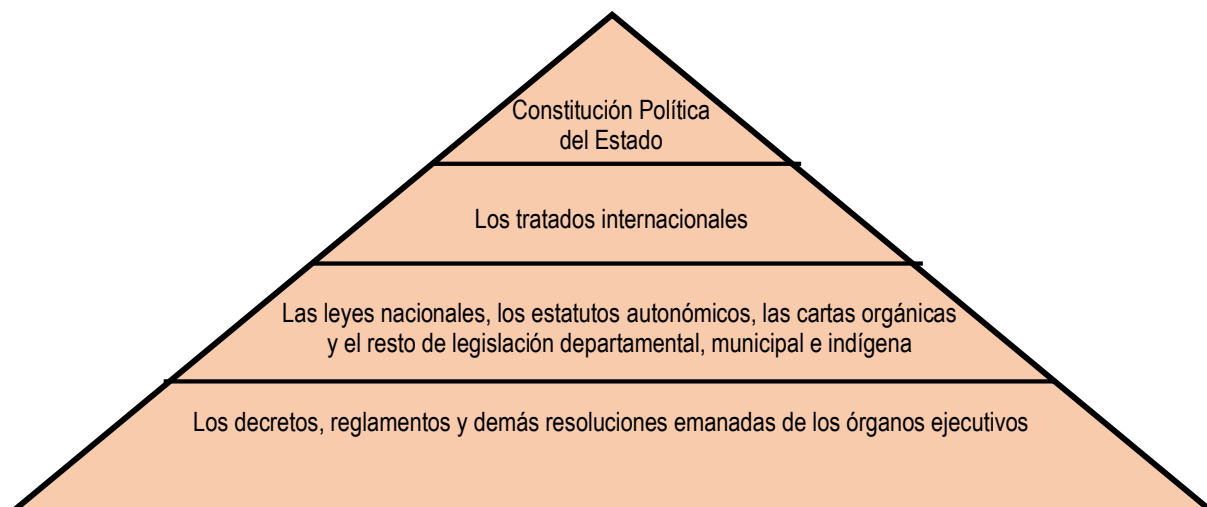 Constitución Política
del Estado
Los tratados internacionales
Las leyes nacionales, los estatutos autonómicos, las cartas orgánicas
y el resto de legislación departamental, municipal e indígena
Los decretos, reglamentos y demás resoluciones emanadas de los órganos ejecutivos